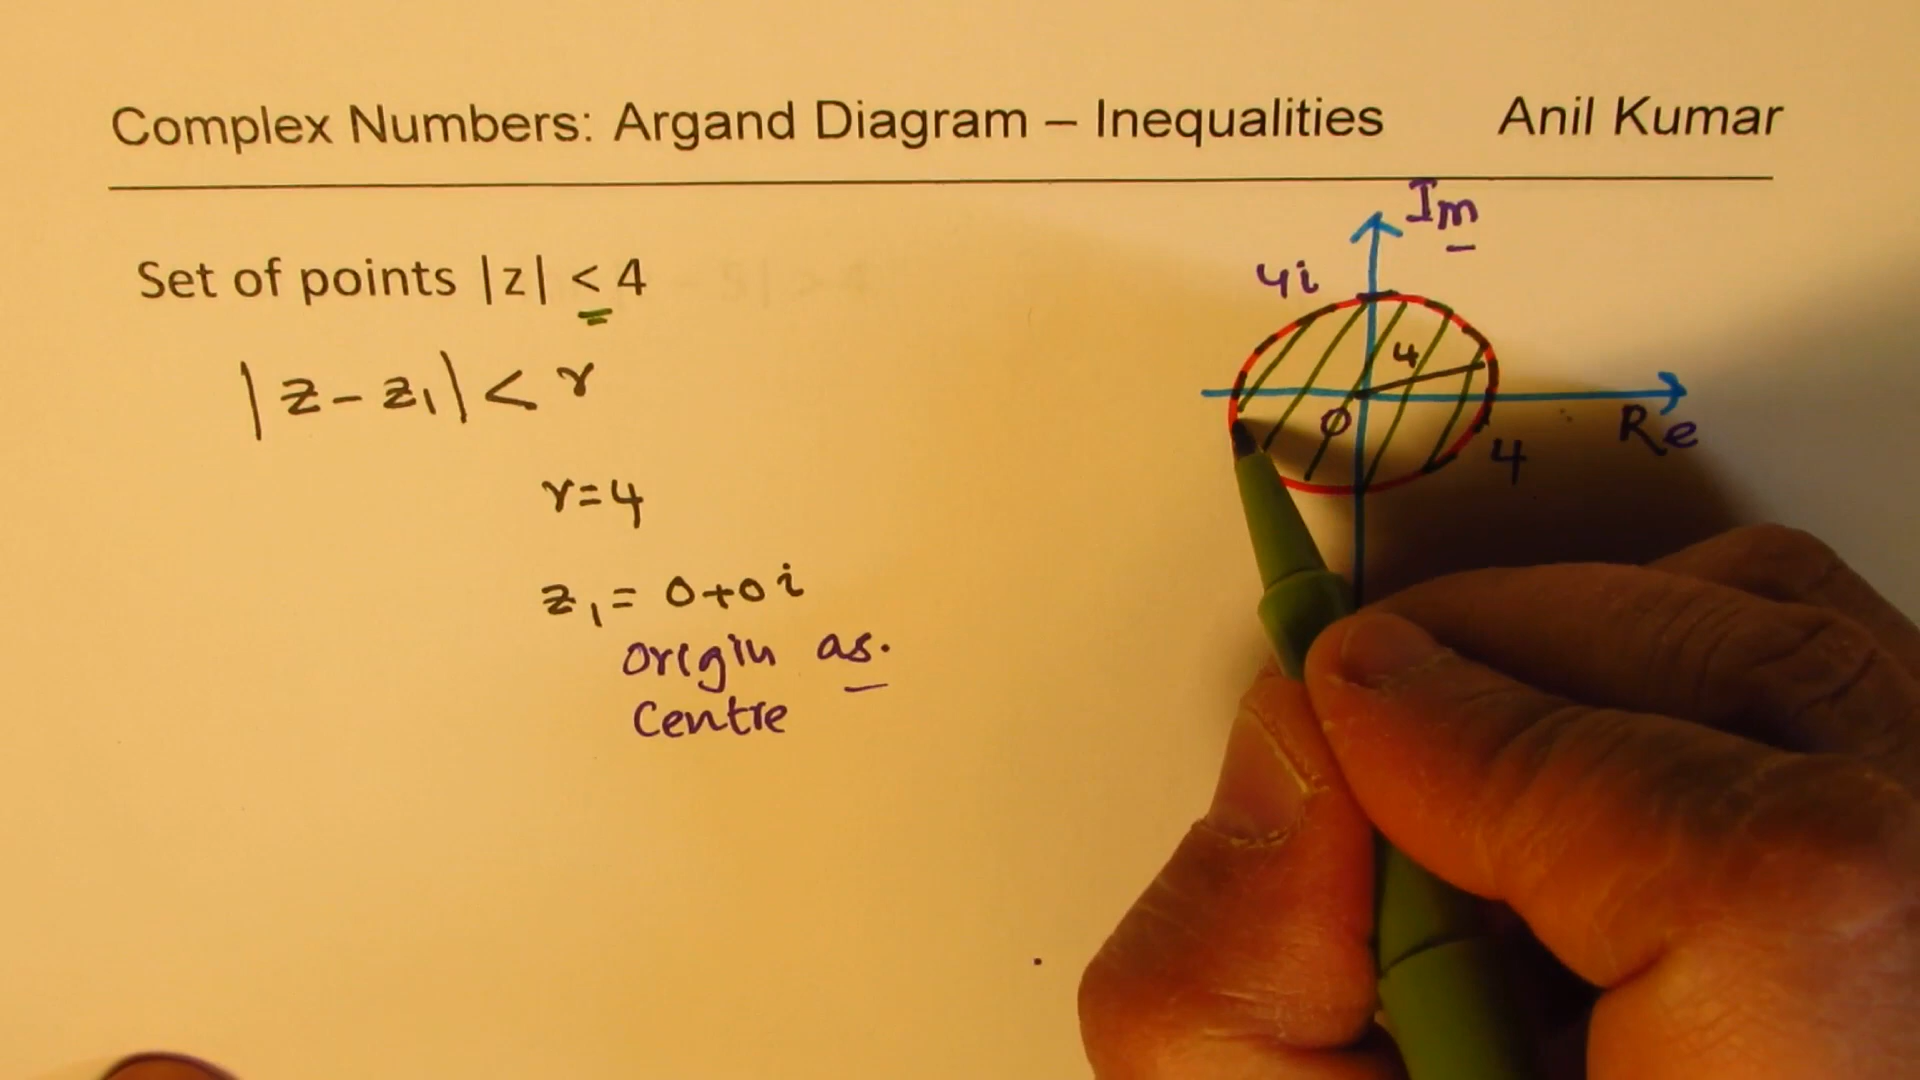 Complex Numbers: Argand Diagram – Inequalities Anil Kumar
Set of points |z| < 4
|z - z₁| < r
r = 4
z₁ = 0+0i
origin as.
Centre
Im
4i
4
O
4
Re